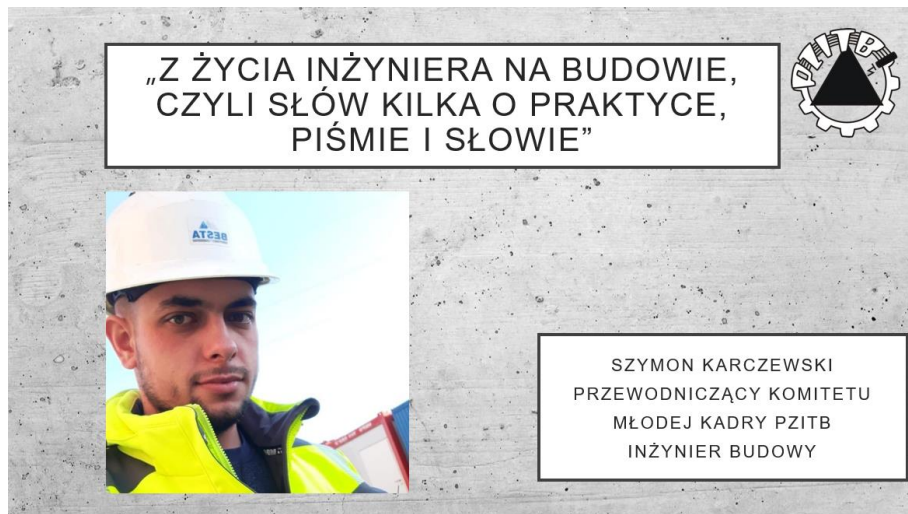 „Z ŻYCIA INŻYNIERA NA BUDOWIE,
CZYLI SŁÓW KILKA O PRAKTYCE,
PIŚMIE I SŁOWIE”
PZITB
BESTA
SZYMON KARCZEWSKI
PRZEWODNICZĄCY KOMITETU
MŁODEJ KADRY PZITB
INŻYNIER BUDOWY